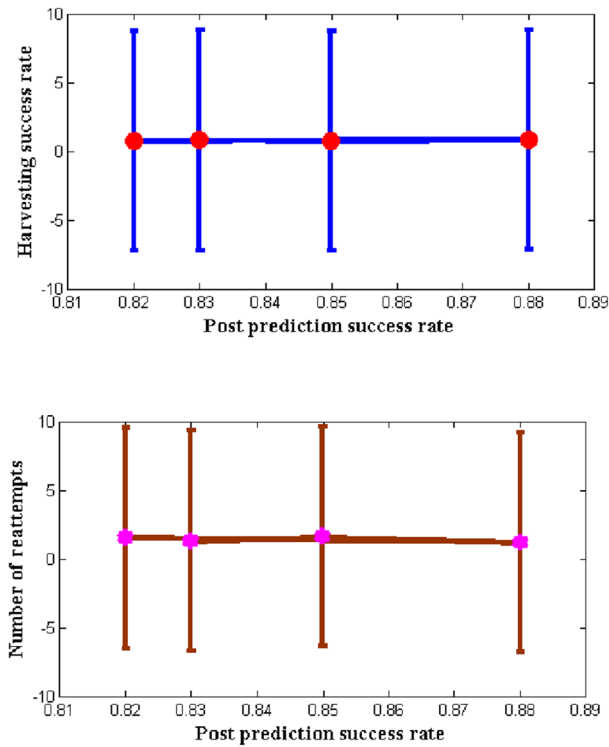 10
5
0
-5
-10
Harvesting success rate
0.81 0.82 0.83 0.84 0.85 0.86 0.87 0.88 0.89
Post prediction success rate
10
5
0
-5
-10
Number of reattempts
0.81 0.82 0.83 0.84 0.85 0.86 0.87 0.88 0.89
Post prediction success rate